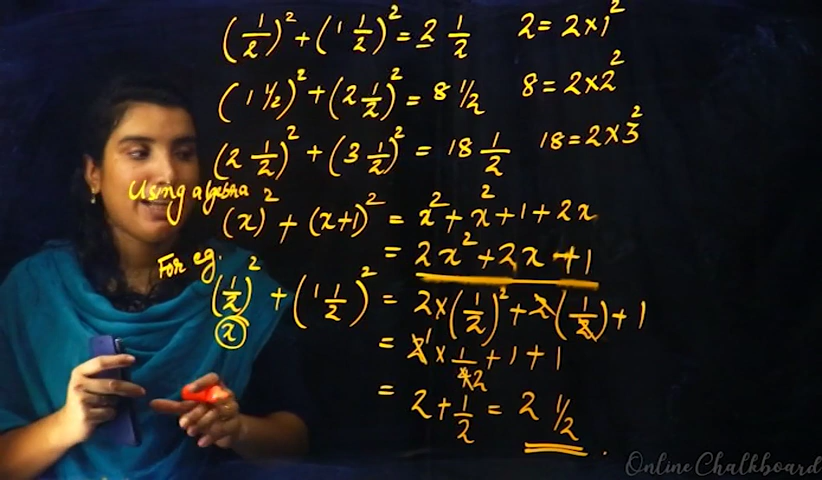 (1/2)² + (1 1/2)² = 2 1/2 2 = 2×1²
(1 1/2)² + (2 1/2)² = 8 1/2 8 = 2×2²
(2 1/2)² + (3 1/2)² = 18 1/2 18 = 2×3²
Using algebra
(x)² + (x+1)² = x² + x² + 1 + 2x
= 2x² + 2x + 1
For eg.
(1/2)² + (1 1/2)² = 2×(1/2)² + 2(1/2) + 1
x
= 2¹ × 1/4 2 + 1 + 1
= 2 + 1/2 = 2 1/2 .
Online Chalkboard